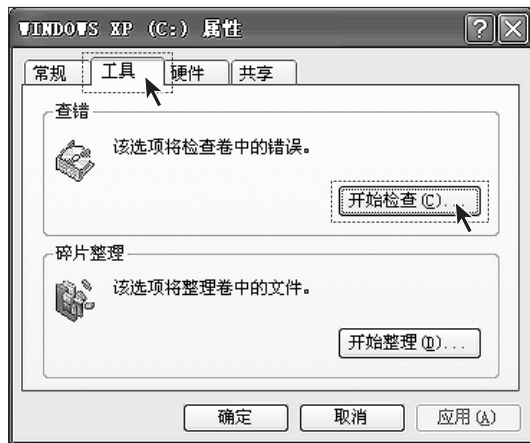 WINDOWS XP (C:) 属性
常规 工具 硬件 共享
查错
该选项将检查卷中的错误。
开始检查(C)...
碎片整理
该选项将整理卷中的文件。
开始整理(D)...
确定 取消 应用(A)